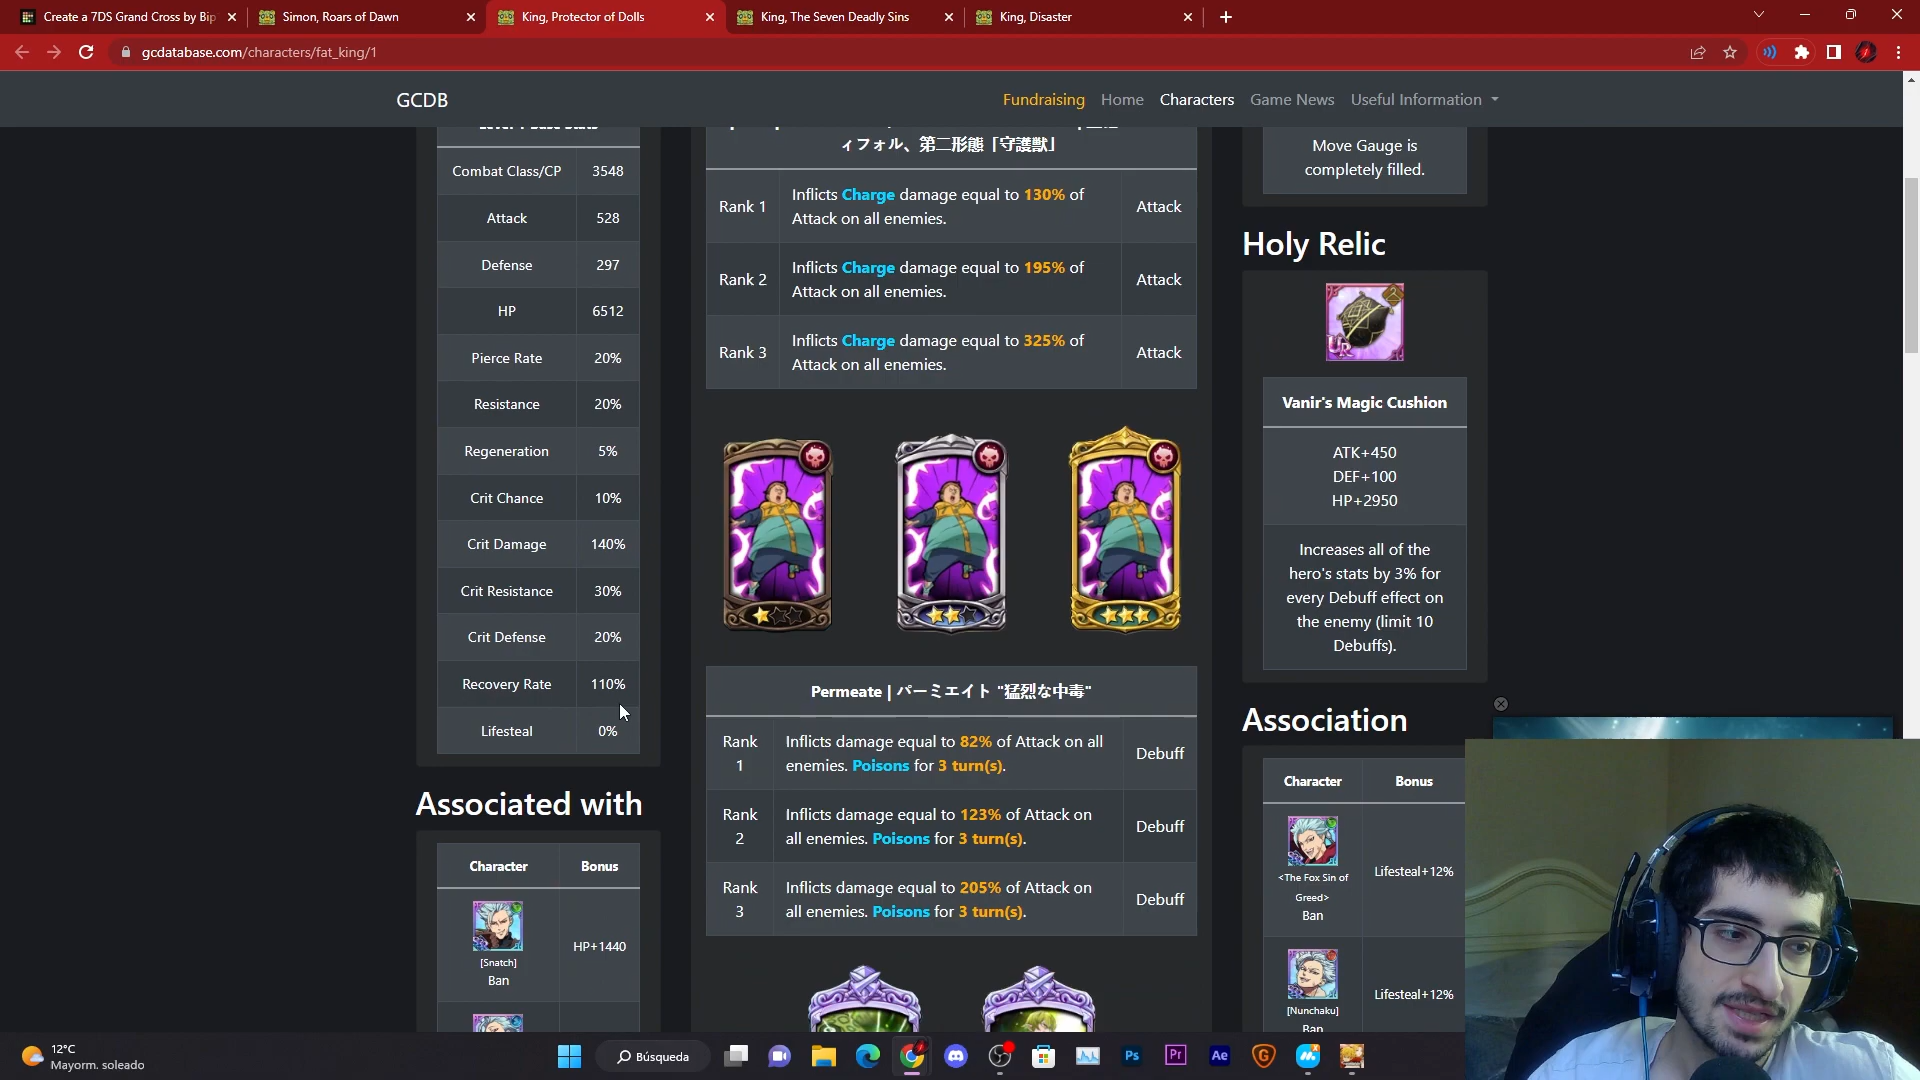 Create a 7DS Grand Cross by Bip
Simon, Roars of Dawn
King, Protector of Dolls
King, The Seven Deadly Sins
King, Disaster
gcdatabase.com/characters/fat_king/1
GCDB
Fundraising
Home
Characters
Game News
Useful Information
Combat Class/CP 3548
Attack 528
Defense 297
HP 6512
Pierce Rate 20%
Resistance 20%
Regeneration 5%
Crit Chance 10%
Crit Damage 140%
Crit Resistance 30%
Crit Defense 20%
Recovery Rate 110%
Lifesteal 0%
Associated with
Character Bonus
[Snatch]
Ban
HP+1440
ィフォル、第二形態「守護獣」
Rank 1
Inflicts Charge damage equal to 130% of
Attack on all enemies.
Attack
Rank 2
Inflicts Charge damage equal to 195% of
Attack on all enemies.
Attack
Rank 3
Inflicts Charge damage equal to 325% of
Attack on all enemies.
Attack
Permeate | パーミエイト "猛烈な中毒"
Rank
1
Inflicts damage equal to 82% of Attack on all
enemies. Poisons for 3 turn(s).
Debuff
Rank
2
Inflicts damage equal to 123% of Attack on
all enemies. Poisons for 3 turn(s).
Debuff
Rank
3
Inflicts damage equal to 205% of Attack on
all enemies. Poisons for 3 turn(s).
Debuff
Move Gauge is
completely filled.
Holy Relic
UR
Vanir's Magic Cushion
ATK+450
DEF+100
HP+2950
Increases all of the
hero's stats by 3% for
every Debuff effect on
the enemy (limit 10
Debuffs).
Association
Character Bonus
<The Fox Sin of
Greed>
Ban
Lifesteal+12%
[Nunchaku]
Ban
Lifesteal+12%
12°C
Mayorm. soleado
Búsqueda
Ps
Pr
Ae